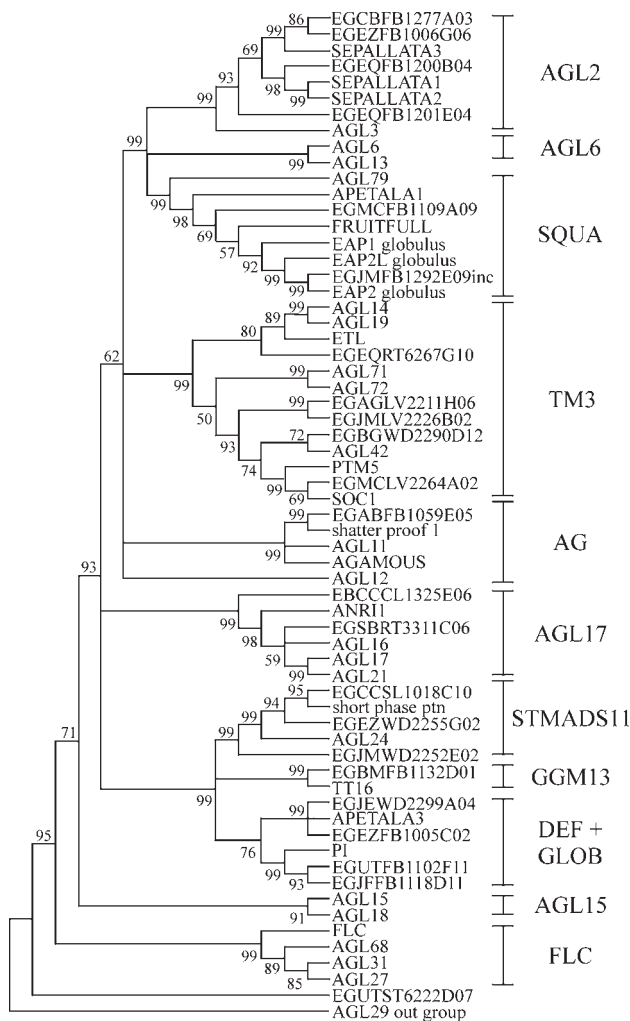 86 EGCBFB1277A03
99 EGEZFB1006G06
69 SEPALLATA3
EGEQFB1200B04
AGL2
93 98 SEPALLATA1
99 SEPALLATA2
99 EGEQFB1201E04
99 AGL3
AGL6
AGL6
99 AGL13
99 AGL79
98 APETALA1
69 EGMCFB1109A09
FRUITFULL
SQUA
57 EAP1 globulus
92 EAP2L globulus
99 EGJMFB1292E09inc
99 EAP2 globulus
99 AGL14
89 AGL19
80 ETL
EGEQRT6267G10
62 99 99 AGL71
AGL72
TM3
50 99 EGAGLV2211H06
EGJMLV2226B02
93 72 EGBGWD2290D12
74 AGL42
PTM5
99 EGMCLV2264A02
69 SOC1
99 EGABFB1059E05
shatter proof 1
AG
99 AGL11
AGAMOUS
93 AGL12
EBCCCL1325E06
99 ANR1I
98 EGSBRT3311C06
AGL17
AGL16
59 AGL17
99 AGL21
95 EGCCSL1018C10
94 short phase ptn
99 EGEZWD2255G02
STMADS11
71 99 AGL24
EGJMWD2252E02
99 EGBMFB1132D01
GGM13
99 TT16
99 EGJEWD2299A04
APETALA3
DEF +
EGEZFB1005C02
95 76 PI
GLOB
99 EGUTFB1102F11
93 EGJFFB1118D11
AGL15
AGL15
91 AGL18
FLC
99 AGL68
FLC
89 AGL31
85 AGL27
EGUTST6222D07
AGL29 out group